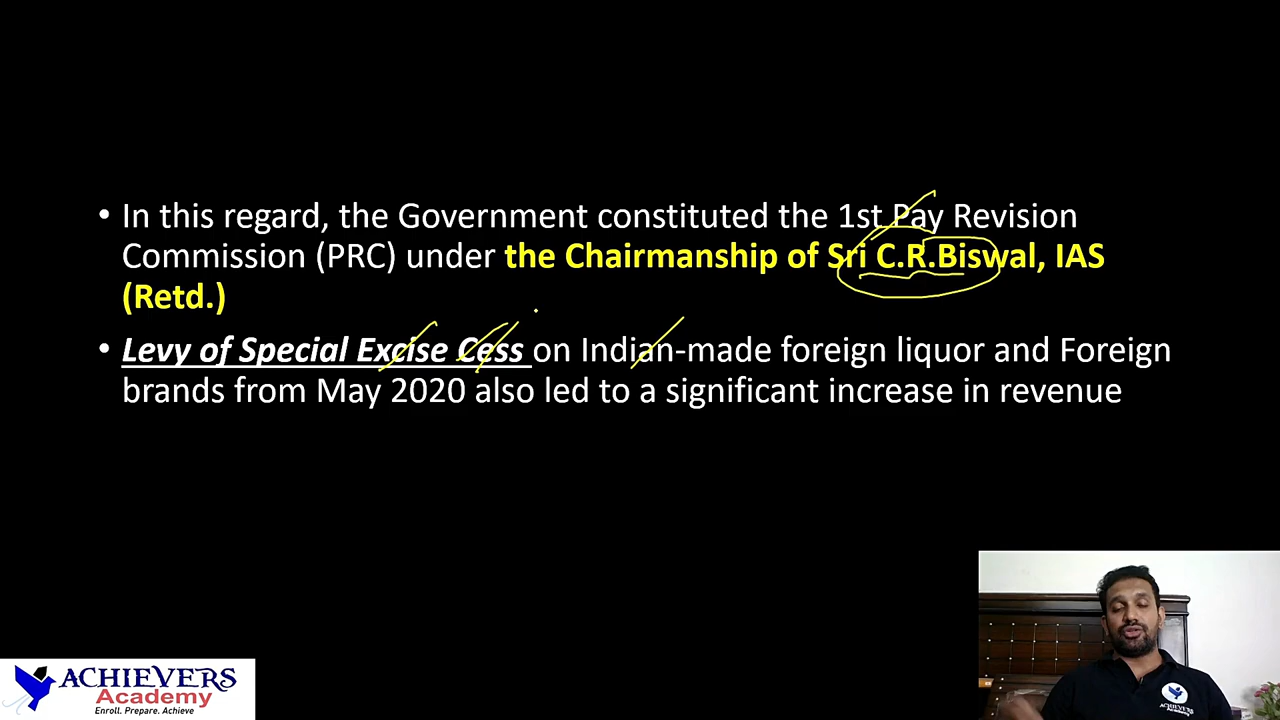 • In this regard, the Government constituted the 1st Pay Revision
Commission (PRC) under the Chairmanship of Sri C.R.Biswal, IAS
(Retd.)
• Levy of Special Excise Cess on Indian-made foreign liquor and Foreign
brands from May 2020 also led to a significant increase in revenue
ACHIEVERS
Academy
Enroll. Prepare. Achieve
ACHIEVERS